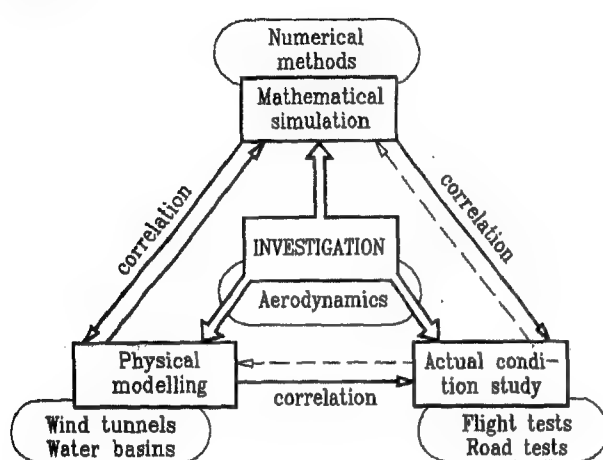 Numerical
methods
Mathematical
simulation
correlation
correlation
INVESTIGATION
Aerodynamics
Physical
modelling
Actual condi-
tion study
correlation
Wind tunnels
Water basins
Flight tests
Road tests